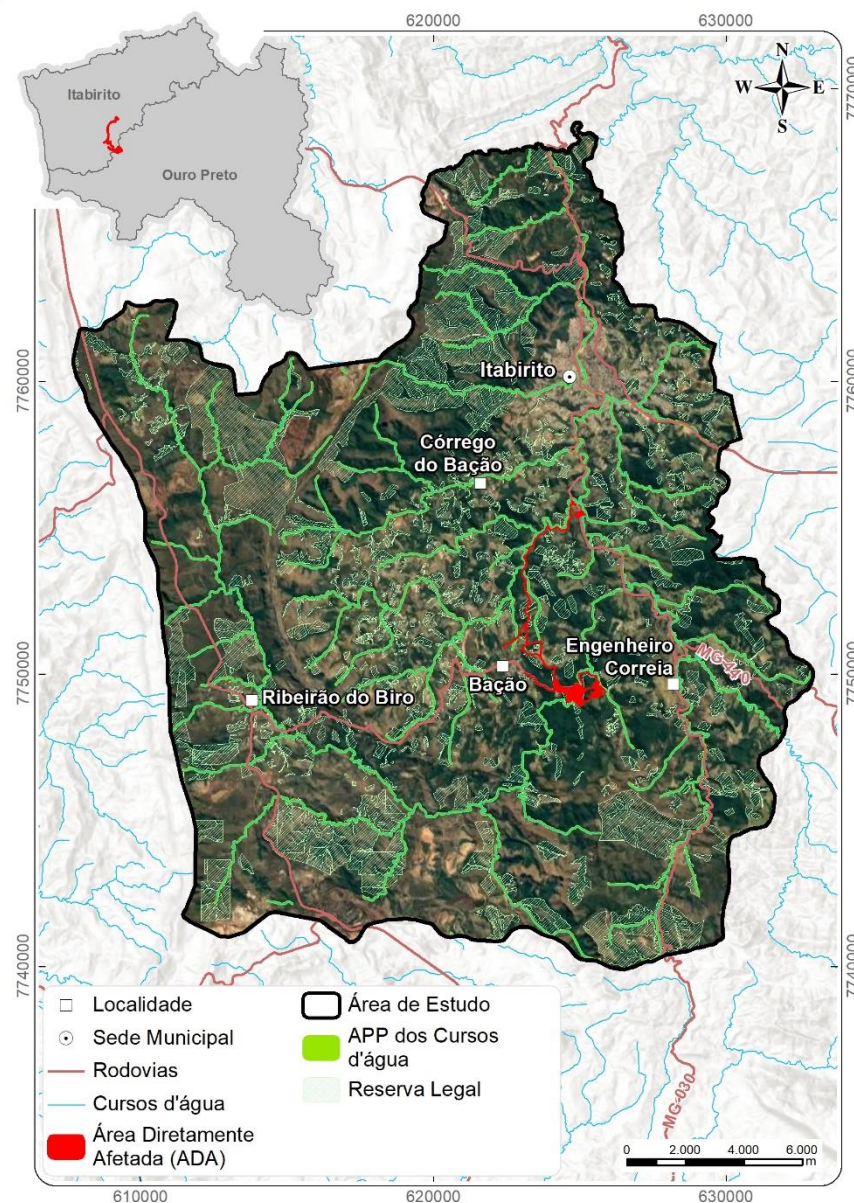 620000
630000
Itabirito
Ouro Preto
N
W
E
S
7770000
7760000
7760000
Itabirito
Córrego
do Bação
Engenheiro
Correia
MG-440
7750000
7750000
Bação
Ribeirão do Biro
7740000
7740000
Localidade
Sede Municipal
Rodovias
Cursos d'água
Área Diretamente
Afetada (ADA)
Área de Estudo
APP dos Cursos
d'água
Reserva Legal
MG-030
0 2.000 4.000 6.000
m
610000
620000
630000